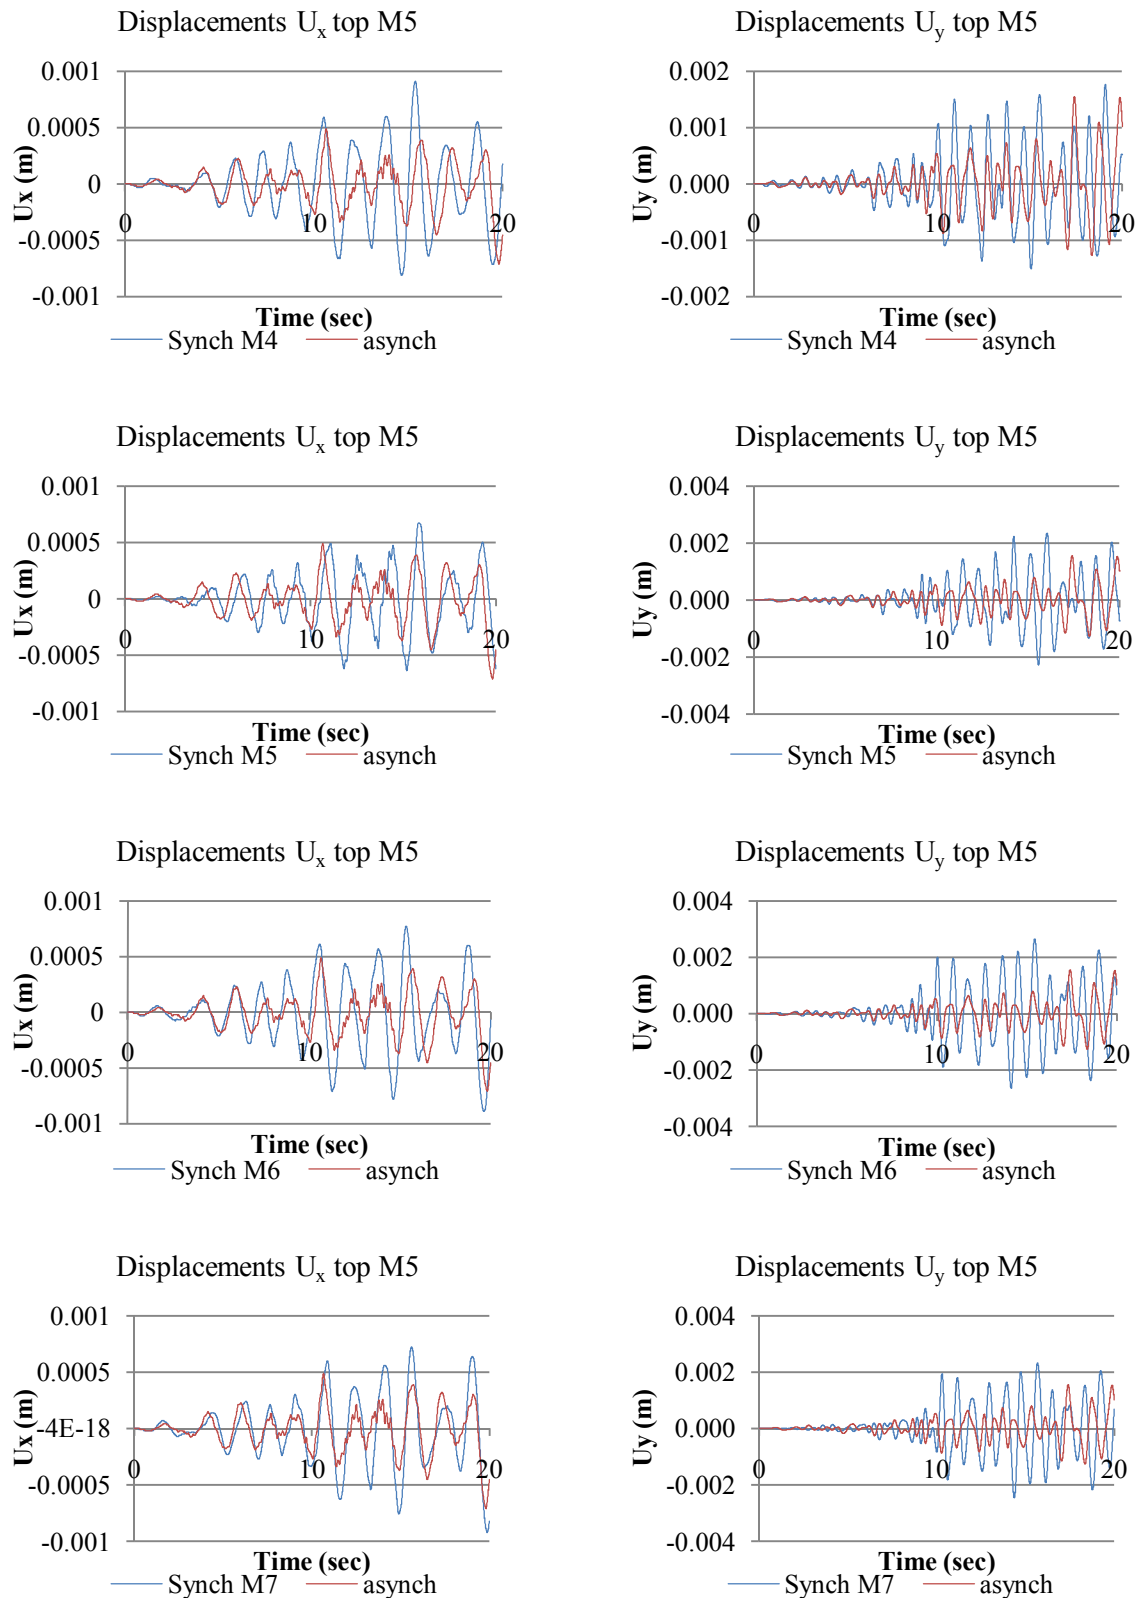 Displacements Ux top M5
0.001
0.0005
0
-0.0005
-0.001
0
10
20
Ux (m)
Time (sec)
Synch M4
asynch
Displacements Uy top M5
0.002
0.001
0.000
-0.001
-0.002
0
10
20
Uy (m)
Time (sec)
Synch M4
asynch
Displacements Ux top M5
0.001
0.0005
0
-0.0005
-0.001
0
10
20
Ux (m)
Time (sec)
Synch M5
asynch
Displacements Uy top M5
0.004
0.002
0.000
-0.002
-0.004
0
10
20
Uy (m)
Time (sec)
Synch M5
asynch
Displacements Ux top M5
0.001
0.0005
0
-0.0005
-0.001
0
10
20
Ux (m)
Time (sec)
Synch M6
asynch
Displacements Uy top M5
0.004
0.002
0.000
-0.002
-0.004
0
10
20
Uy (m)
Time (sec)
Synch M6
asynch
Displacements Ux top M5
0.001
0.0005
-4E-18
-0.0005
-0.001
0
10
20
Ux (m)
Time (sec)
Synch M7
asynch
Displacements Uy top M5
0.004
0.002
0.000
-0.002
-0.004
0
10
20
Uy (m)
Time (sec)
Synch M7
asynch